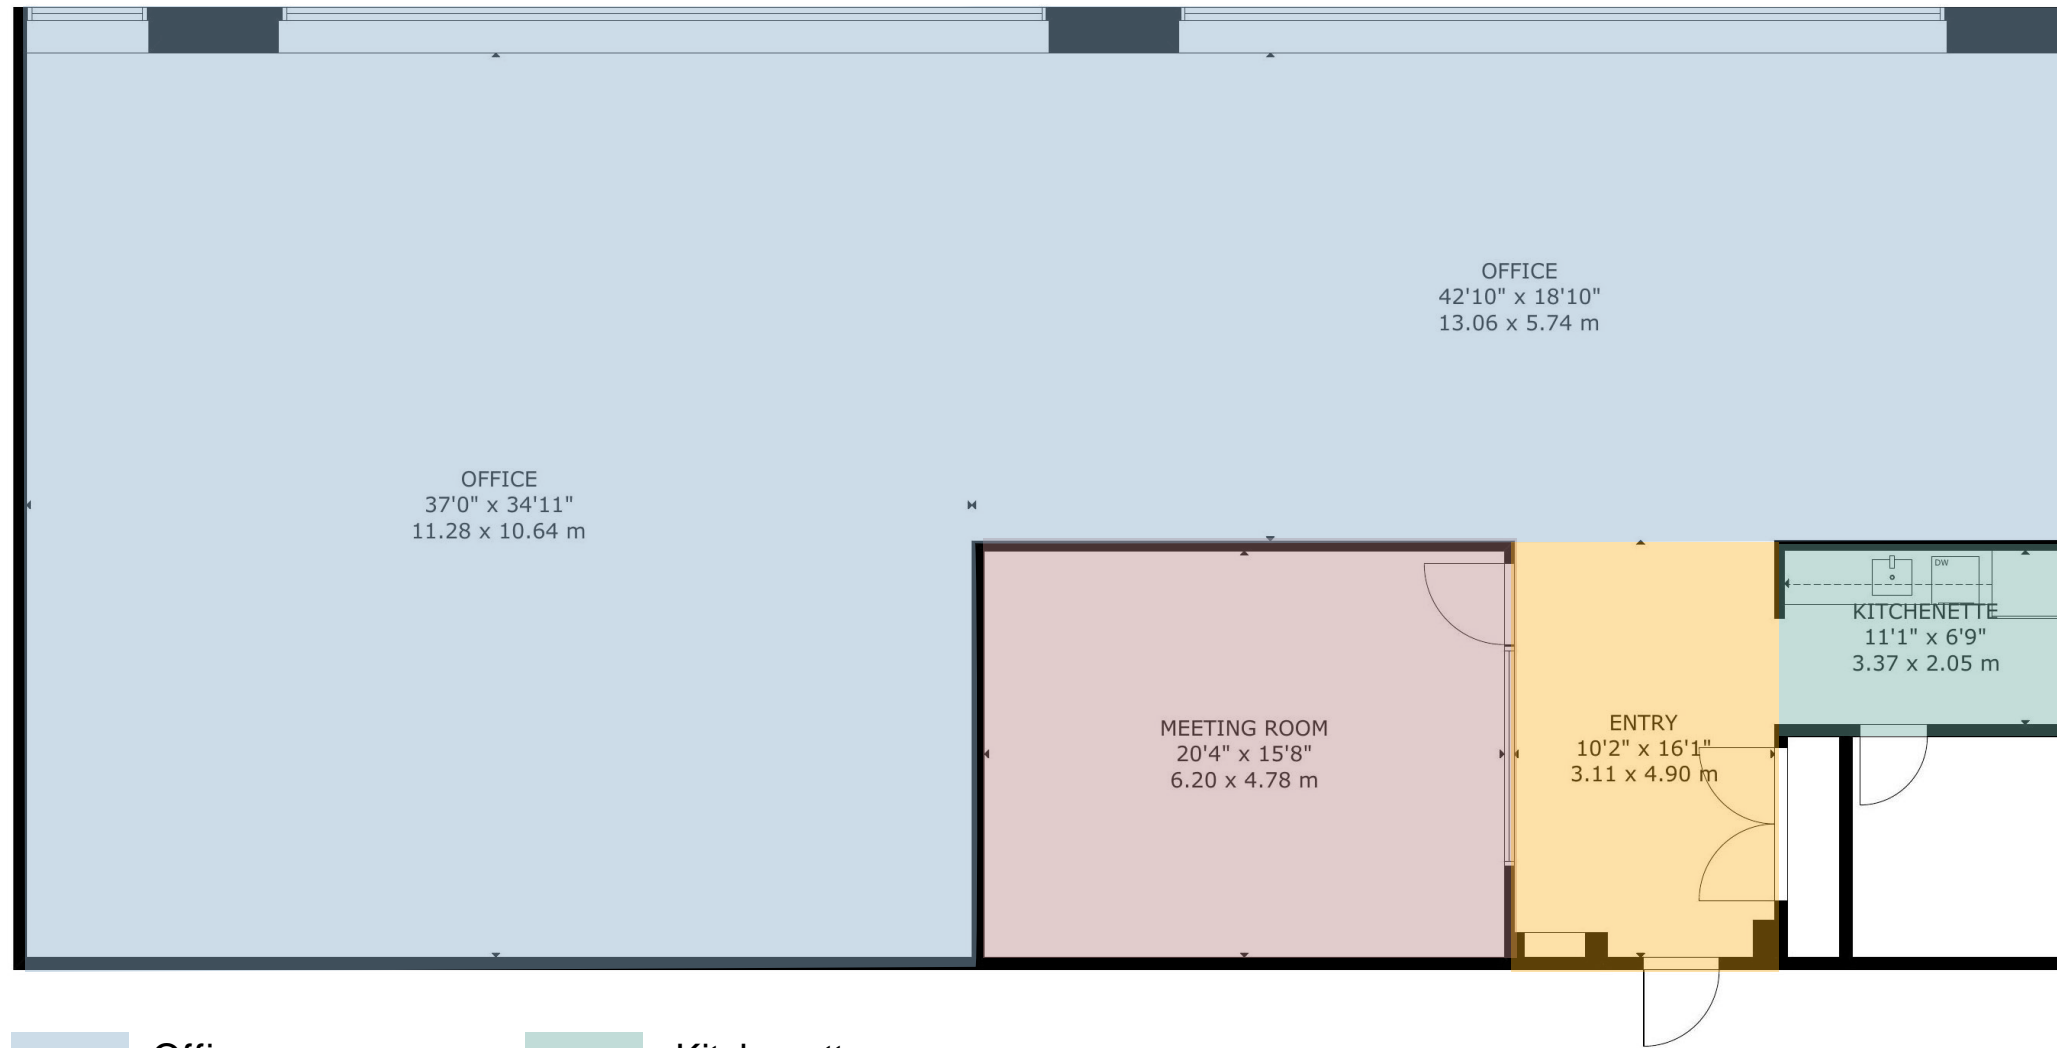 OFFICE
42'10" x 18'10"
13.06 x 5.74 m
OFFICE
37'0" x 34'11"
11.28 x 10.64 m
DW
KITCHENETTE
11'1" x 6'9"
3.37 x 2.05 m
MEETING ROOM
20'4" x 15'8"
6.20 x 4.78 m
ENTRY
10'2" x 16'1"
3.11 x 4.90 m